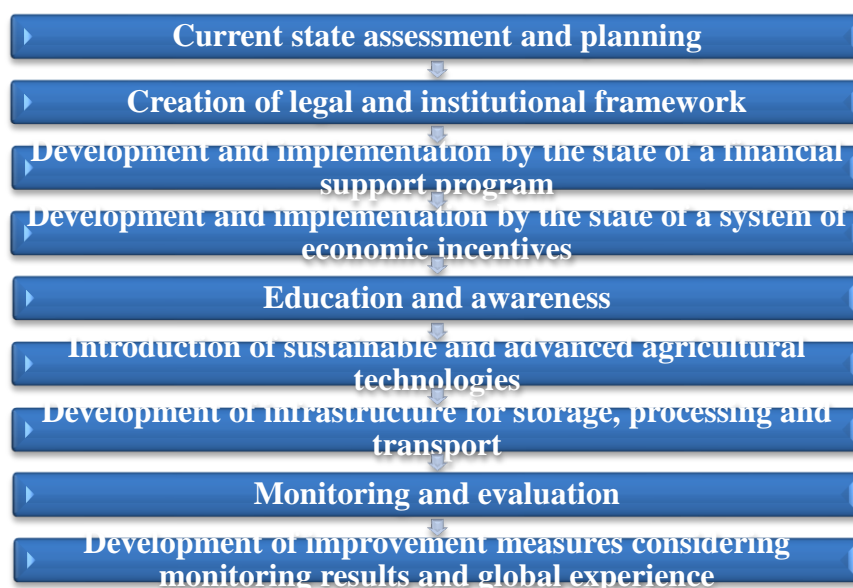 Current state assessment and planning
Creation of legal and institutional framework
Development and implementation by the state of a financial
support program
Development and implementation by the state of a system of
economic incentives
Education and awareness
Introduction of sustainable and advanced agricultural
technologies
Development of infrastructure for storage, processing and
transport
Monitoring and evaluation
Development of improvement measures considering
monitoring results and global experience